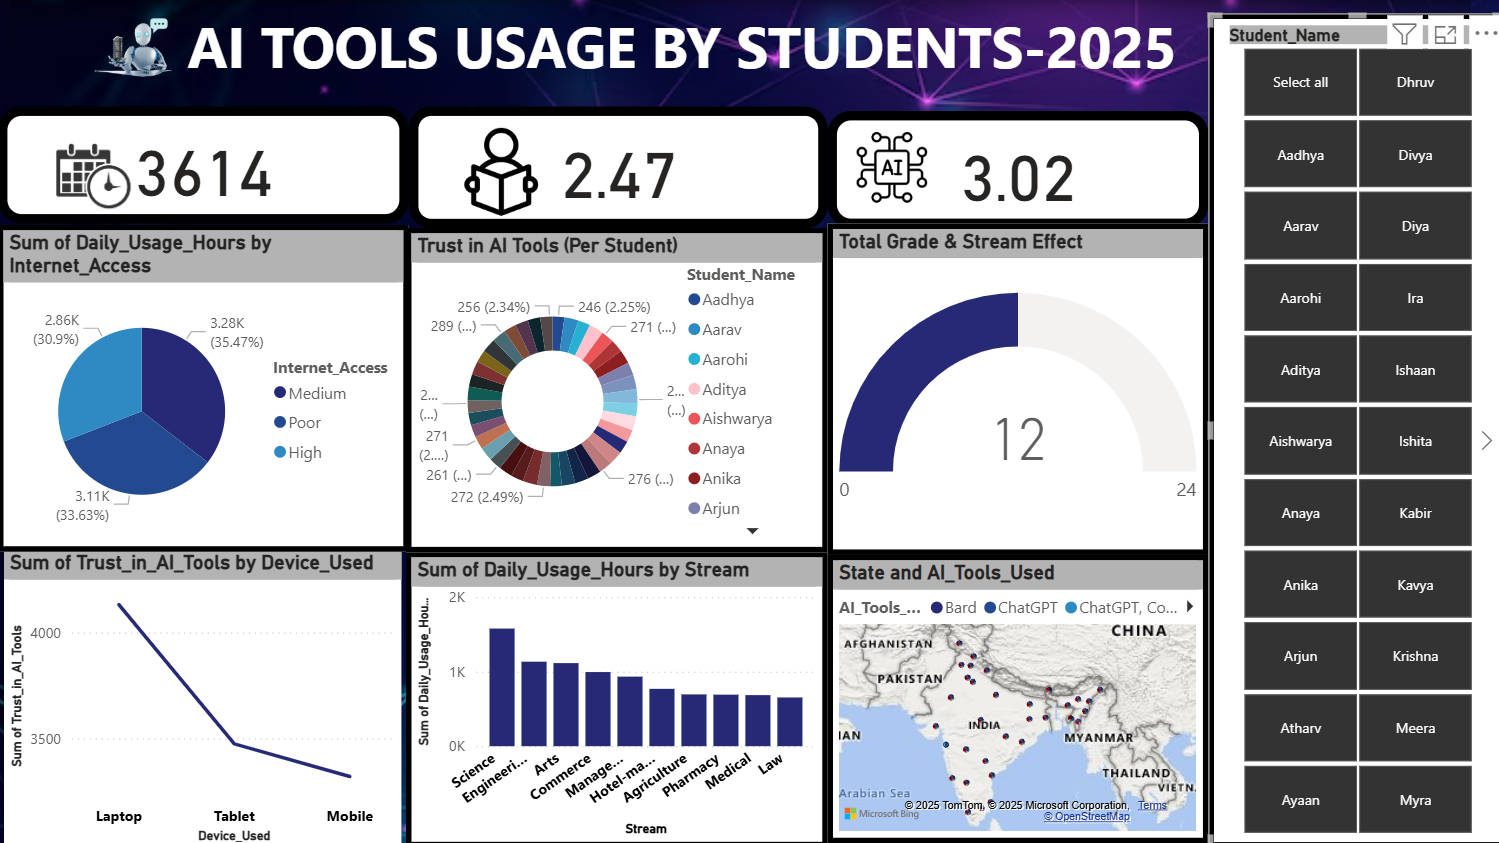 AI TOOLS USAGE BY STUDENTS-2025
3614
2.47
AI
3.02
Sum of Daily_Usage_Hours by
Internet_Access
2.86K
(30.9%)
3.28K
(35.47%)
3.11K
(33.63%)
Internet_Access
Medium
Poor
High
Trust in AI Tools (Per Student)
256 (2.34%)
246 (2.25%)
289 (...)
271 (...)
2...
(...)
2...
(...)
271
(2....)
261 (...)
276 (...)
272 (2.49%)
Student_Name
Aadhya
Aarav
Aarohi
Aditya
Aishwarya
Anaya
Anika
Arjun
Total Grade & Stream Effect
12
0
24
Sum of Trust_in_AI_Tools by Device_Used
Sum of Trust_in_AI_Tools
4000
3500
Laptop
Tablet
Mobile
Device_Used
Sum of Daily_Usage_Hours by Stream
Sum of Daily_Usage_Hou...
2K
1K
0K
Science
Engineeri...
Arts
Commerce
Manage...
Hotel-ma...
Agriculture
Pharmacy
Medical
Law
Stream
State and AI_Tools_Used
AI_Tools_... Bard ChatGPT ChatGPT, Co...
CHINA
AFGHANISTAN
PAKISTAN
INDIA
IAN
MYANMAR
THAILAND
VIETN
Arabian Sea
© 2025 TomTom, © 2025 Microsoft Corporation, Terms
Microsoft Bing
© OpenStreetMap
Student_Name
Select all
Dhruv
Aadhya
Divya
Aarav
Diya
Aarohi
Ira
Aditya
Ishaan
Aishwarya
Ishita
Anaya
Kabir
Anika
Kavya
Arjun
Krishna
Atharv
Meera
Ayaan
Myra